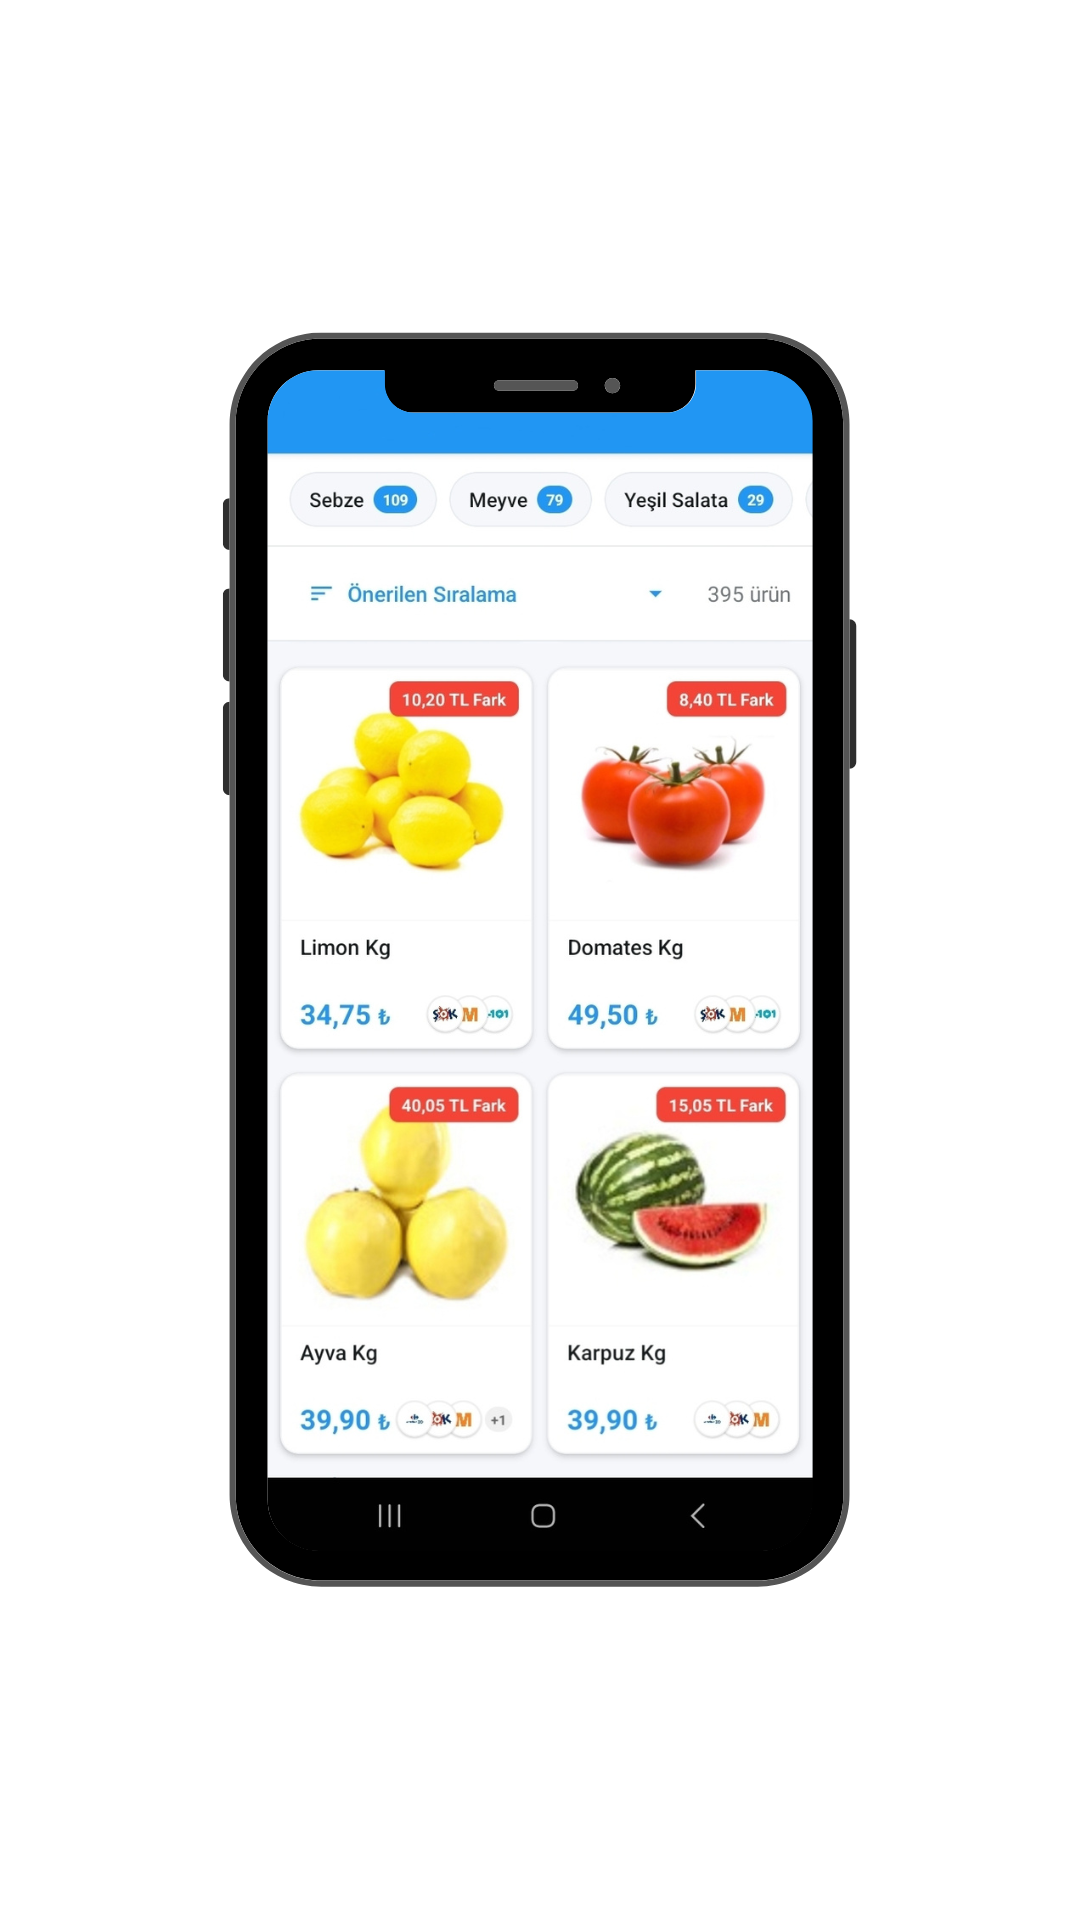 Sebze 109 Meyve 79 Yeşil Salata 29
Önerilen Sıralama 395 ürün
10,20 TL Fark
Limon Kg
34,75 ₺ ŞOK M 101
8,40 TL Fark
Domates Kg
49,50 ₺ ŞOK M 101
40,05 TL Fark
Ayva Kg
39,90 ₺ OK M +1
15,05 TL Fark
Karpuz Kg
39,90 ₺ OK M